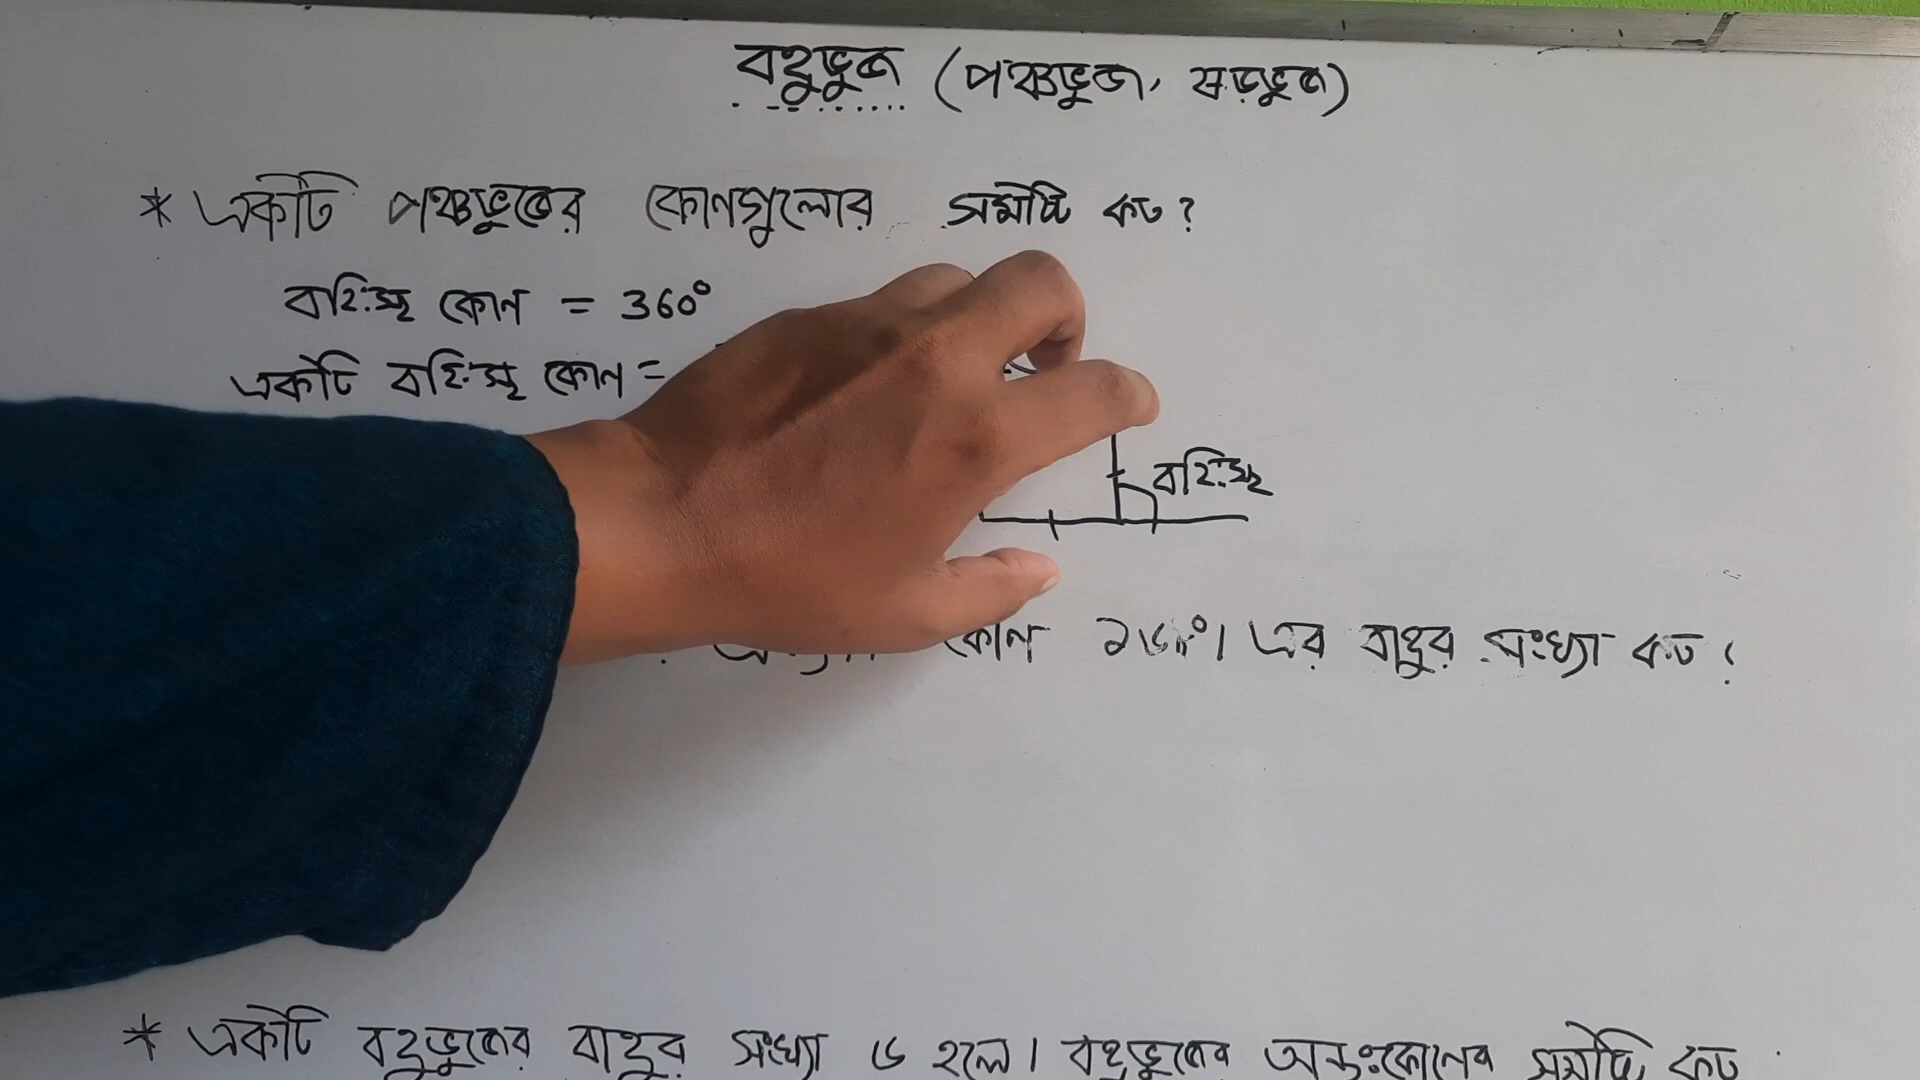 বহুভুজ (পঞ্চভুজ, ষড়ভুজ)
* একটি পঞ্চভুজের কোণগুলোর সমষ্টি কত?
বহিঃস্থ কোণ = 360°
একটি বহিঃস্থ কোণ =
বহিঃস্থ
কোণ এর বাহুর সংখ্যা কত?
* একটি বহুভুজের বাহুর সংখ্যা ৬ হলে। বহুভুজের অন্তঃকোণের সমষ্টি কত